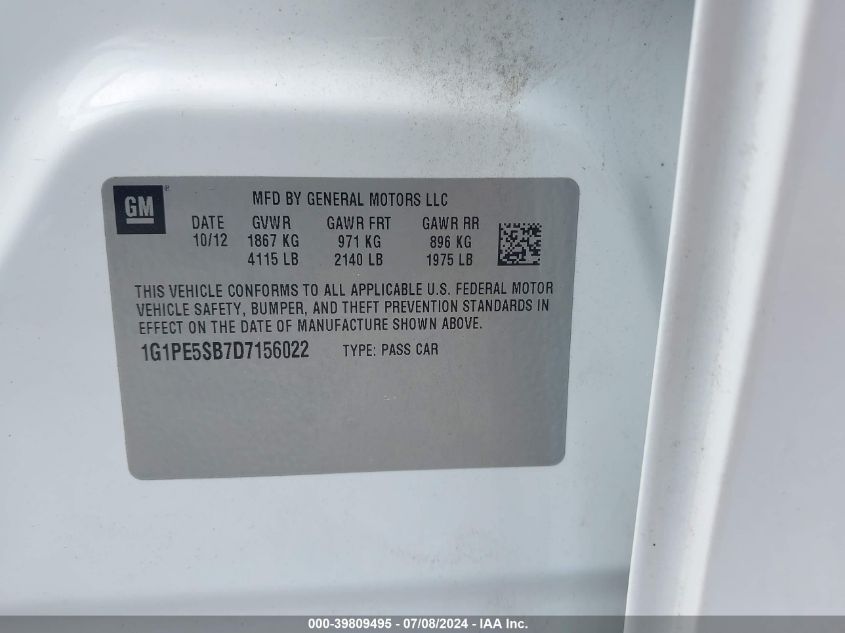 GM®
MFD BY GENERAL MOTORS LLC
DATE GVWR GAWR FRT GAWR RR
10/12 1867 KG 971 KG 896 KG
4115 LB 2140 LB 1975 LB
THIS VEHICLE CONFORMS TO ALL APPLICABLE U.S. FEDERAL MOTOR
VEHICLE SAFETY, BUMPER, AND THEFT PREVENTION STANDARDS IN
EFFECT ON THE DATE OF MANUFACTURE SHOWN ABOVE.
1G1PE5SB7D7156022 TYPE: PASS CAR
000-39809495 - 07/08/2024 - IAA Inc.